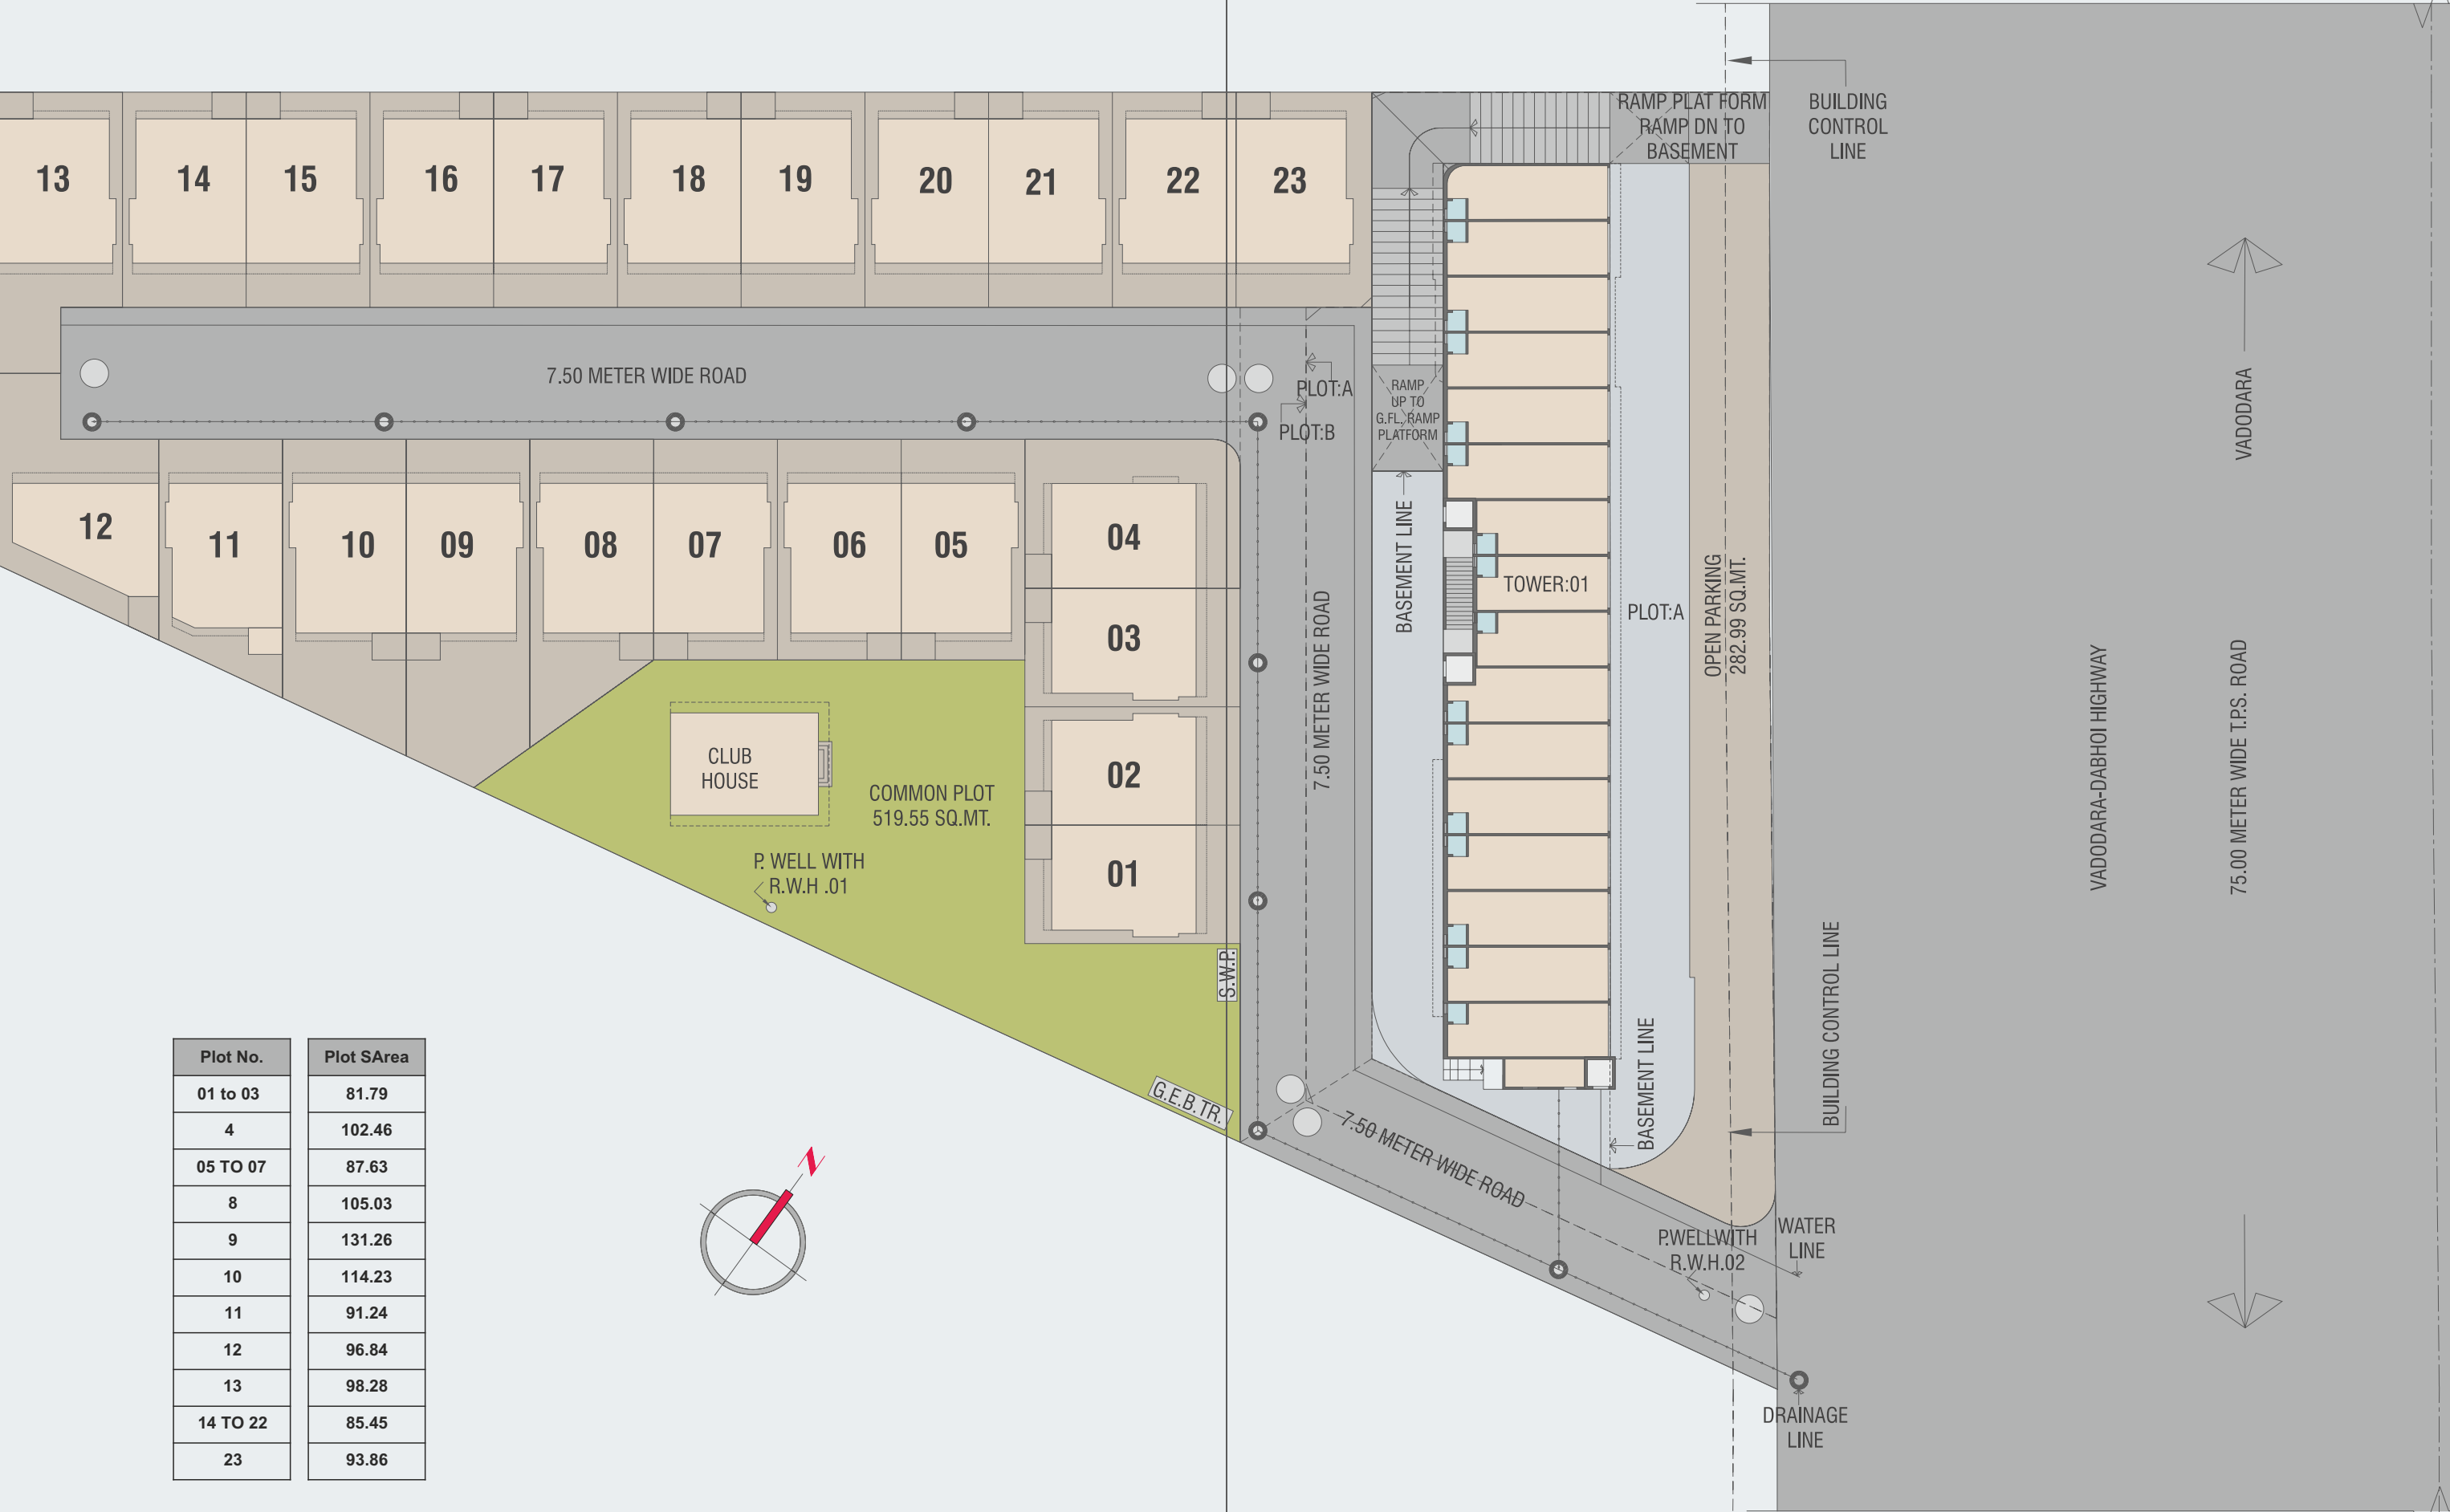 RAMP PLAT FORM
RAMP DN TO
BASEMENT
BUILDING
CONTROL
LINE
13
14
15
16
17
18
19
20
21
22
23
7.50 METER WIDE ROAD
PLOT:A
PLOT:B
RAMP
UP TO
G.FL. RAMP
PLATFORM
VADODARA
12
11
10
09
08
07
06
05
04
03
02
01
BASEMENT LINE
7.50 METER WIDE ROAD
TOWER:01
PLOT:A
OPEN PARKING
282.99 SQ.MT.
VADODARA-DABHOI HIGHWAY
75.00 METER WIDE T.P.S. ROAD
CLUB
HOUSE
COMMON PLOT
519.55 SQ.MT.
P. WELL WITH
R.W.H .01
S.W.P.
G.E.B.TR.
BUILDING CONTROL LINE
BASEMENT LINE
7.50 METER WIDE ROAD
P.WELLWITH
R.W.H.02
WATER
LINE
DRAINAGE
LINE
N
Plot No. Plot SArea
01 to 03 81.79
4 102.46
05 TO 07 87.63
8 105.03
9 131.26
10 114.23
11 91.24
12 96.84
13 98.28
14 TO 22 85.45
23 93.86